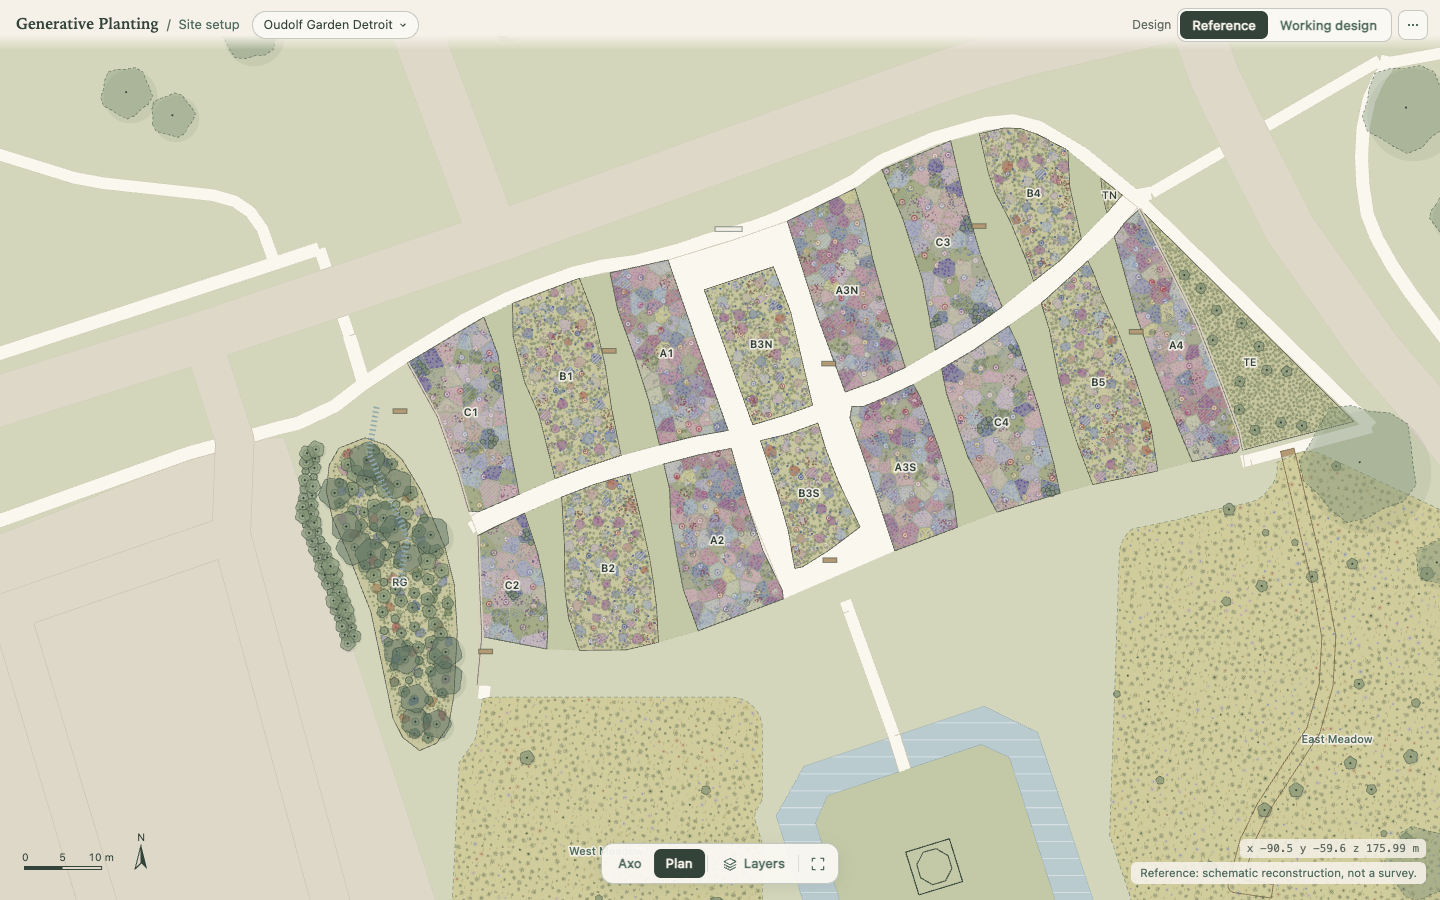 Generative Planting / Site setup Oudolf Garden Detroit
Design Reference Working design ...
B4
TN
C3
A3N
B3N
A1
A4
TE
B1
B5
C1
C4
A3S
B3S
A2
B2
RG
C2
East Meadow
N
0 5 10 m
West
Axo Plan Layers
x −90.5 y −59.6 z 175.99 m
Reference: schematic reconstruction, not a survey.